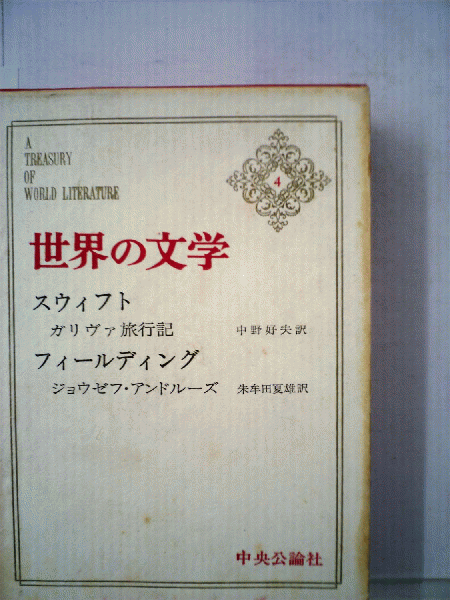 A
TREASURY
OF
WORLD LITERATURE
4
世界の文学
スウィフト
ガリヴァ旅行記 中野好夫訳
フィールディング
ジョウゼフ・アンドルーズ 朱牟田夏雄訳
中央公論社